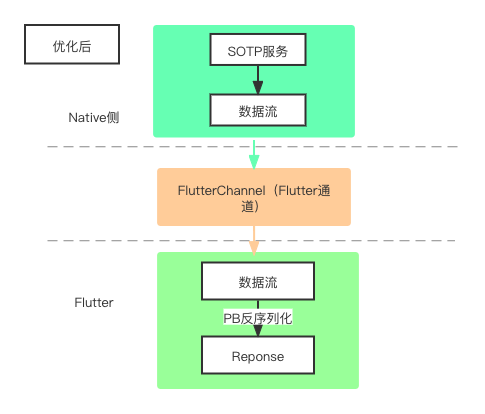 优化后
SOTP服务
数据流
Native侧
FlutterChannel（Flutter通
道）
数据流
Flutter
PB反序列化
Reponse